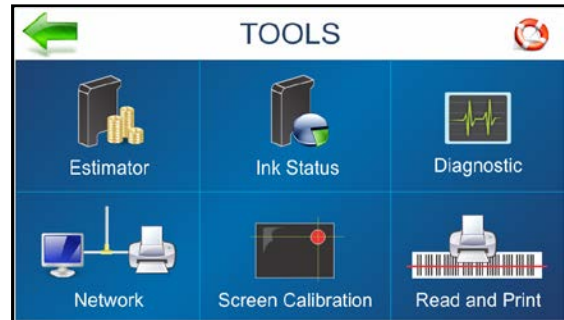 TOOLS
Estimator
Ink Status
Diagnostic
Network
Screen Calibration
Read and Print